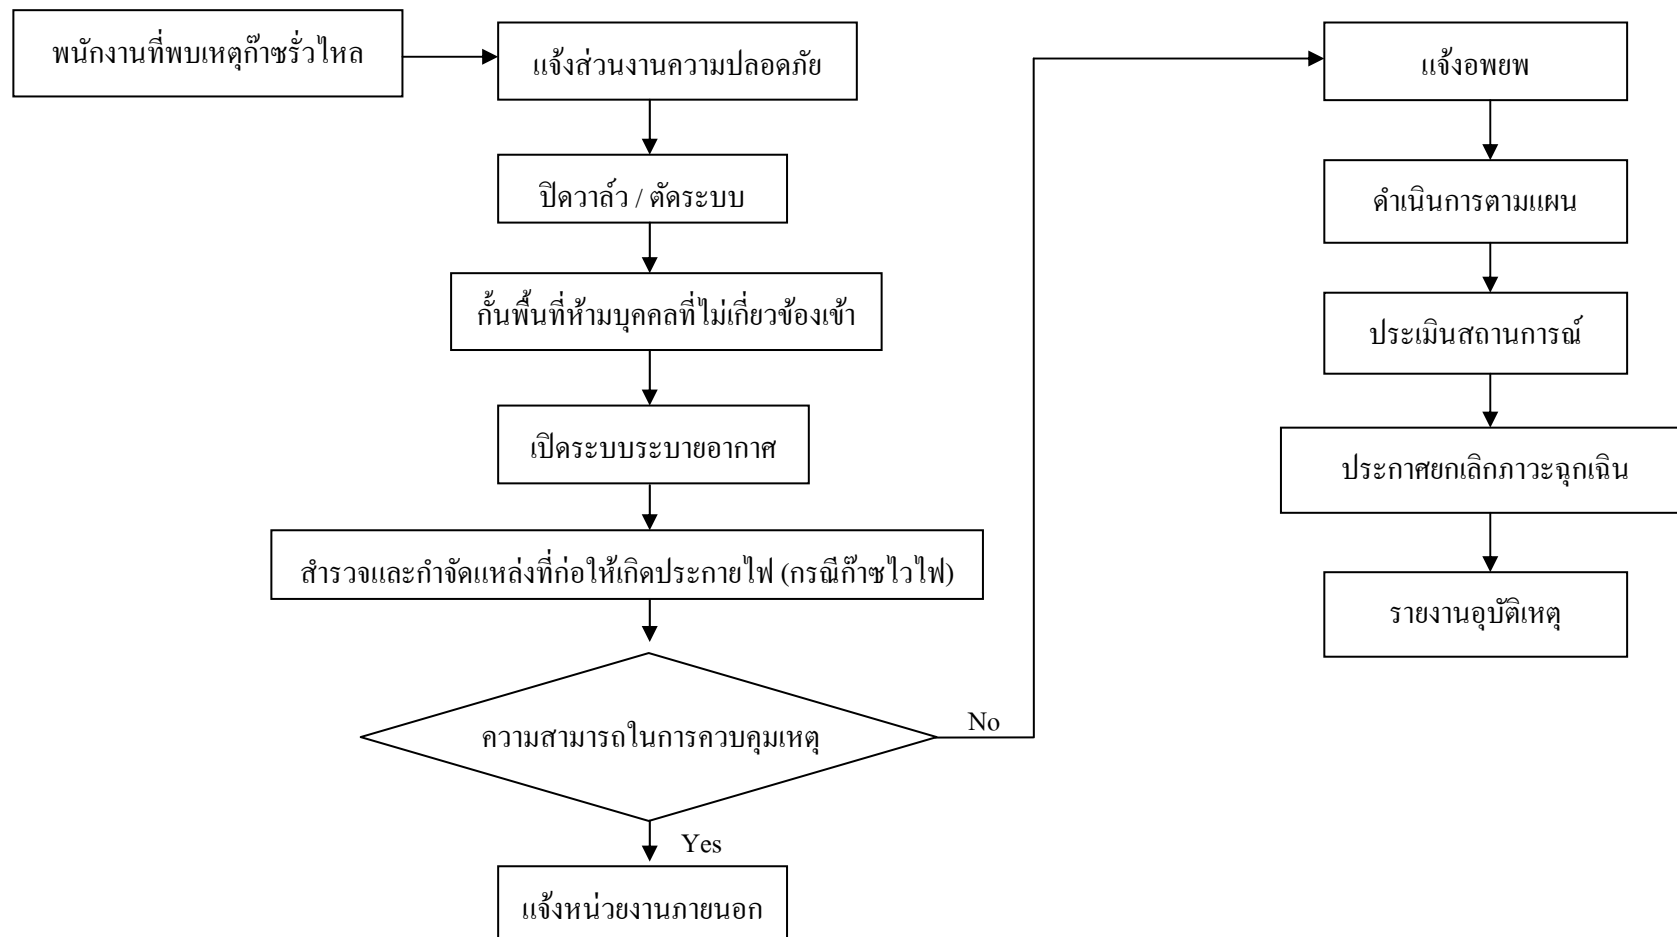 พนักงานที่พบเหตุก๊าซรั่วไหล
แจ้งส่วนงานความปลอดภัย
ปิดวาล์ว / ตัดระบบ
กั้นพื้นที่ห้ามบุคคลที่ไม่เกี่ยวข้องเข้า
เปิดระบบระบายอากาศ
สำรวจและกำจัดแหล่งที่ก่อให้เกิดประกายไฟ (กรณีก๊าซไวไฟ)
ความสามารถในการควบคุมเหตุ
No
Yes
แจ้งหน่วยงานภายนอก
แจ้งอพยพ
ดำเนินการตามแผน
ประเมินสถานการณ์
ประกาศยกเลิกภาวะฉุกเฉิน
รายงานอุบัติเหตุ